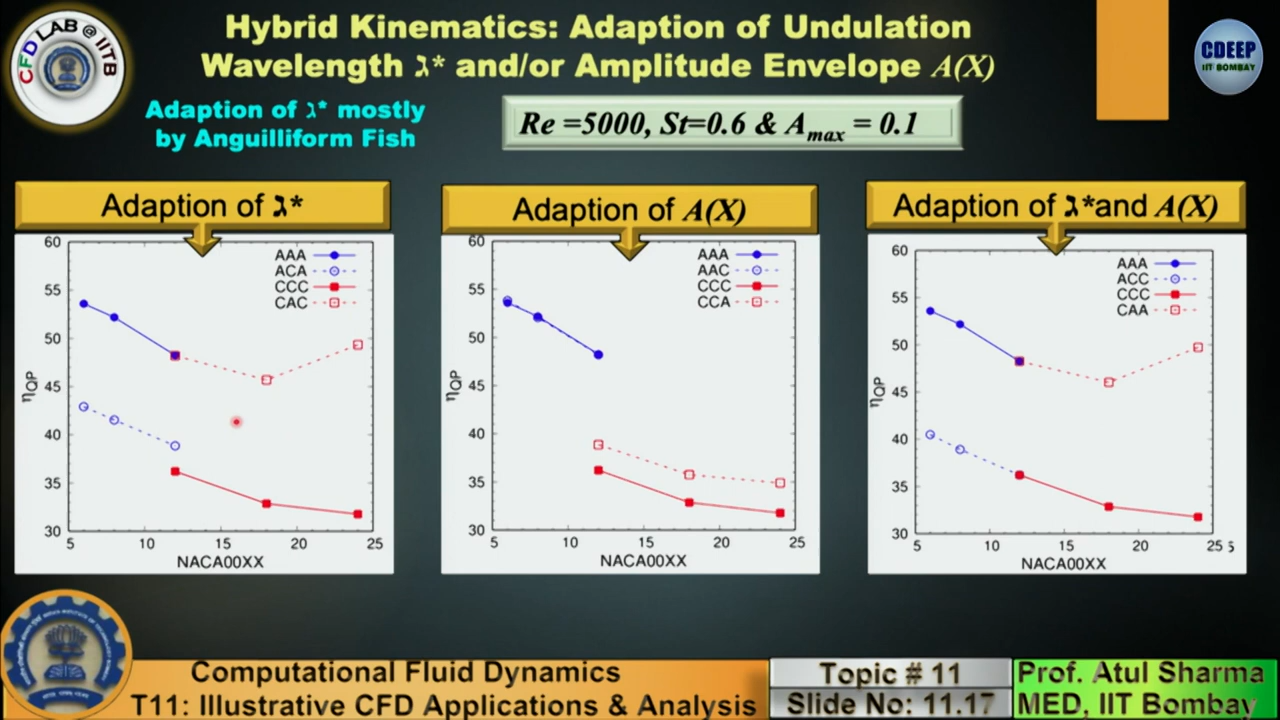 CFD LAB @ IITB
Hybrid Kinematics: Adaption of Undulation
Wavelength ג* and/or Amplitude Envelope A(X)
CDEEP
IIT BOMBAY
Adaption of ג* mostly
by Anguilliform Fish
Re =5000, St=0.6 & Amax = 0.1
Adaption of ג*
60
55
50
45
40
35
30
ηQP
AAA
ACA
CCC
CAC
5 10 15 20 25
NACA00XX
Adaption of A(X)
60
55
50
45
40
35
30
ηQP
AAA
AAC
CCC
CCA
5 10 15 20 25
NACA00XX
Adaption of ג*and A(X)
60
55
50
45
40
35
30
ηQP
AAA
ACC
CCC
CAA
5 10 15 20 25 5
NACA00XX
Computational Fluid Dynamics
T11: Illustrative CFD Applications & Analysis
Topic # 11
Slide No: 11.17
Prof. Atul Sharma
MED, IIT Bombay